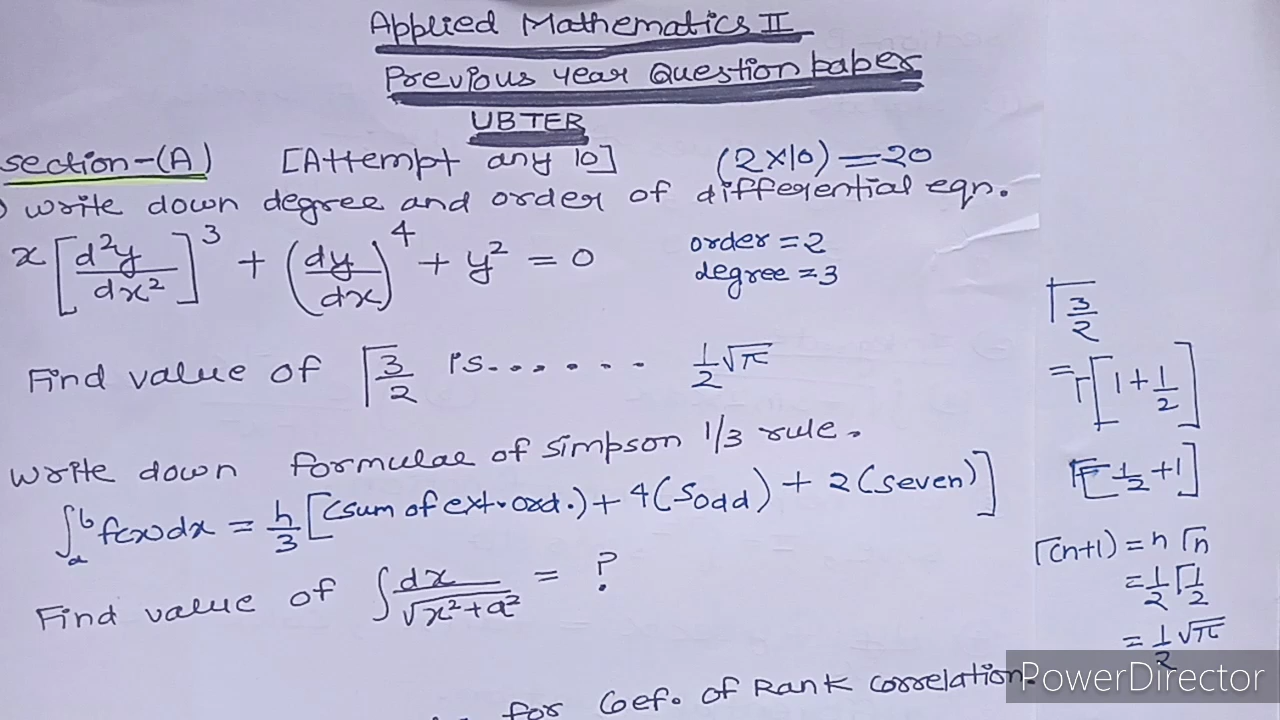 Applied Mathematics II
Previous year Question paper
UBTER
Section-(A) [Attempt any 10] (2×10)=20
) write down degree and order of differential eqn.
x[d²y/dx²]³ + (dy/dx)⁴ + y² = 0
order = 2
degree = 3
Find value of Γ3/2 is...... 1/2 √π
write down formulae of simpson 1/3 rule.
∫ₐᵇ f(x)dx = h/3 [(sum of ext. ord.) + 4(Sodd) + 2(Seven)]
Find value of ∫dx/√x²+a² = ?
for Coef. of Rank correlation.
Γ3/2
=Γ[1+1/2]
Γ[1/2+1]
Γ(n+1) = nΓn
=1/2 Γ1/2
=1/2 √π
PowerDirector